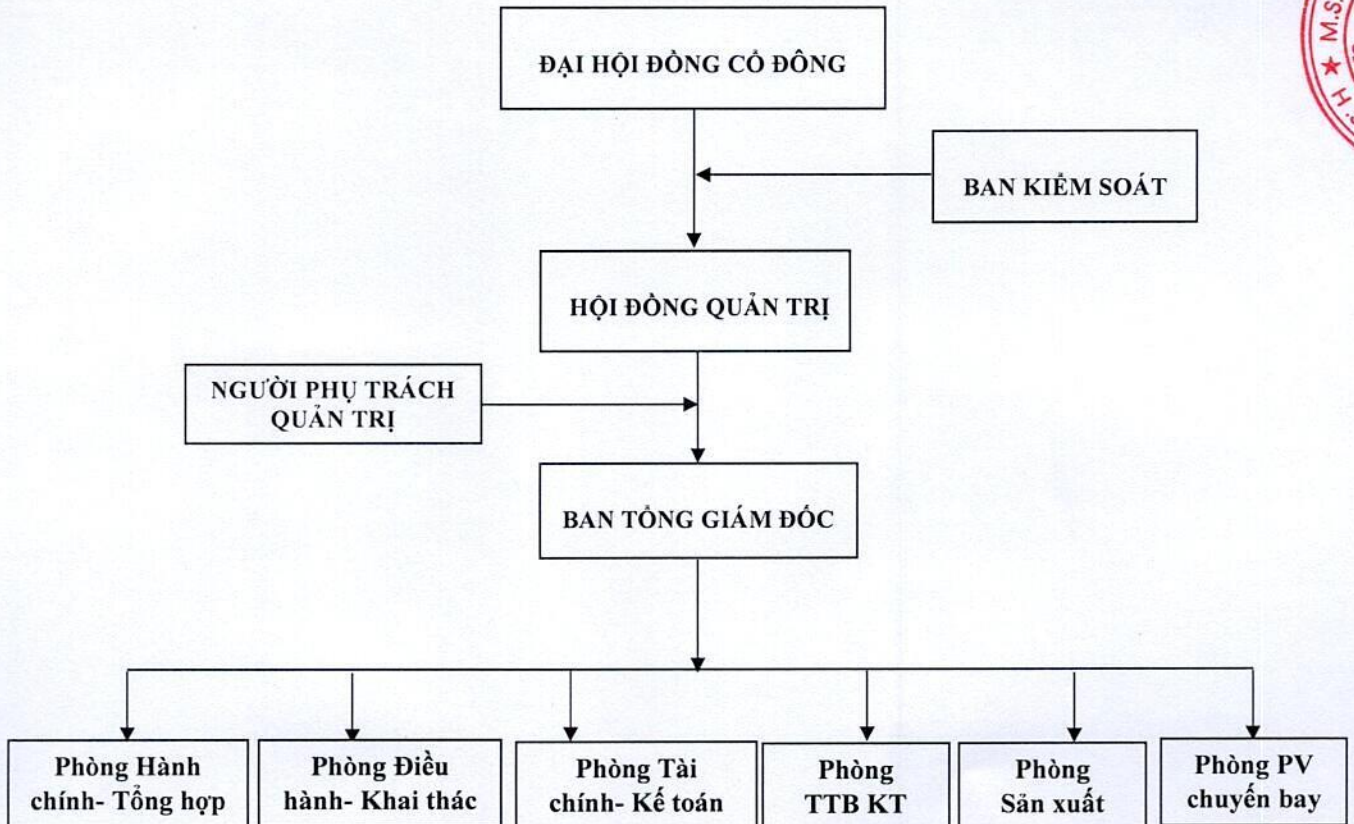 ĐẠI HỘI ĐỒNG CỔ ĐÔNG
BAN KIỂM SOÁT
HỘI ĐỒNG QUẢN TRỊ
NGƯỜI PHỤ TRÁCH
QUẢN TRỊ
BAN TỔNG GIÁM ĐỐC
Phòng Hành
chính- Tổng hợp
Phòng Điều
hành- Khai thác
Phòng Tài
chính- Kế toán
Phòng
TTB KT
Phòng
Sản xuất
Phòng PV
chuyến bay
M.S.